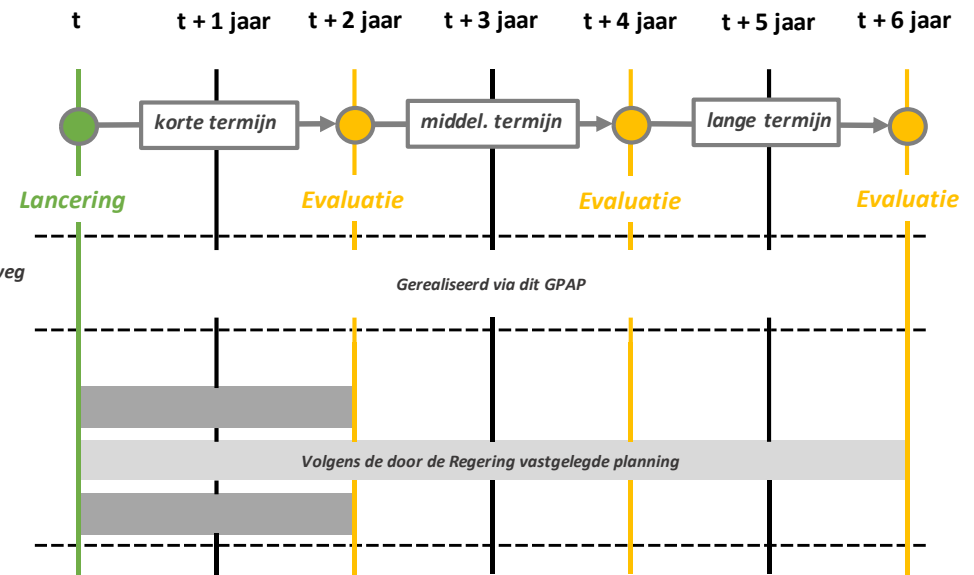 t t + 1 jaar t + 2 jaar t + 3 jaar t + 4 jaar t + 5 jaar t + 6 jaar
korte termijn middel. termijn lange termijn
Lancering Evaluatie Evaluatie Evaluatie
weg
Gerealiseerd via dit GPAP
Volgens de door de Regering vastgelegde planning